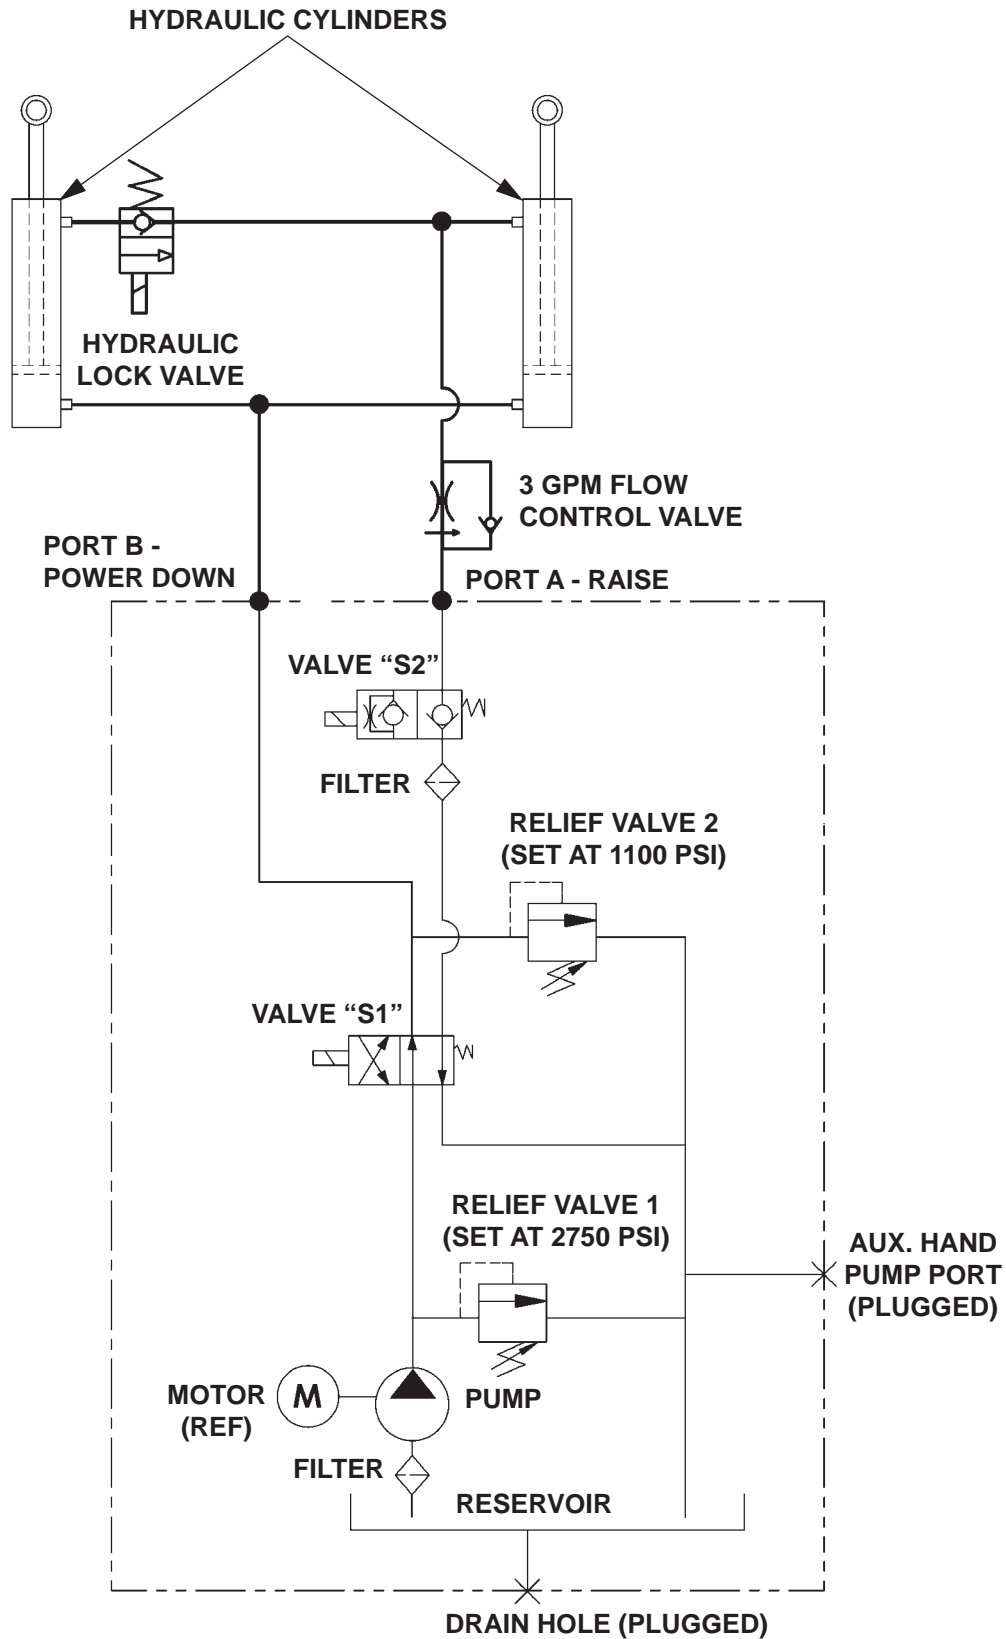 HYDRAULIC CYLINDERS
HYDRAULIC
LOCK VALVE
3 GPM FLOW
CONTROL VALVE
PORT B -
POWER DOWN
PORT A - RAISE
VALVE “S2”
FILTER
RELIEF VALVE 2
(SET AT 1100 PSI)
VALVE “S1”
RELIEF VALVE 1
(SET AT 2750 PSI)
AUX. HAND
PUMP PORT
(PLUGGED)
MOTOR
(REF)
M
PUMP
FILTER
RESERVOIR
DRAIN HOLE (PLUGGED)